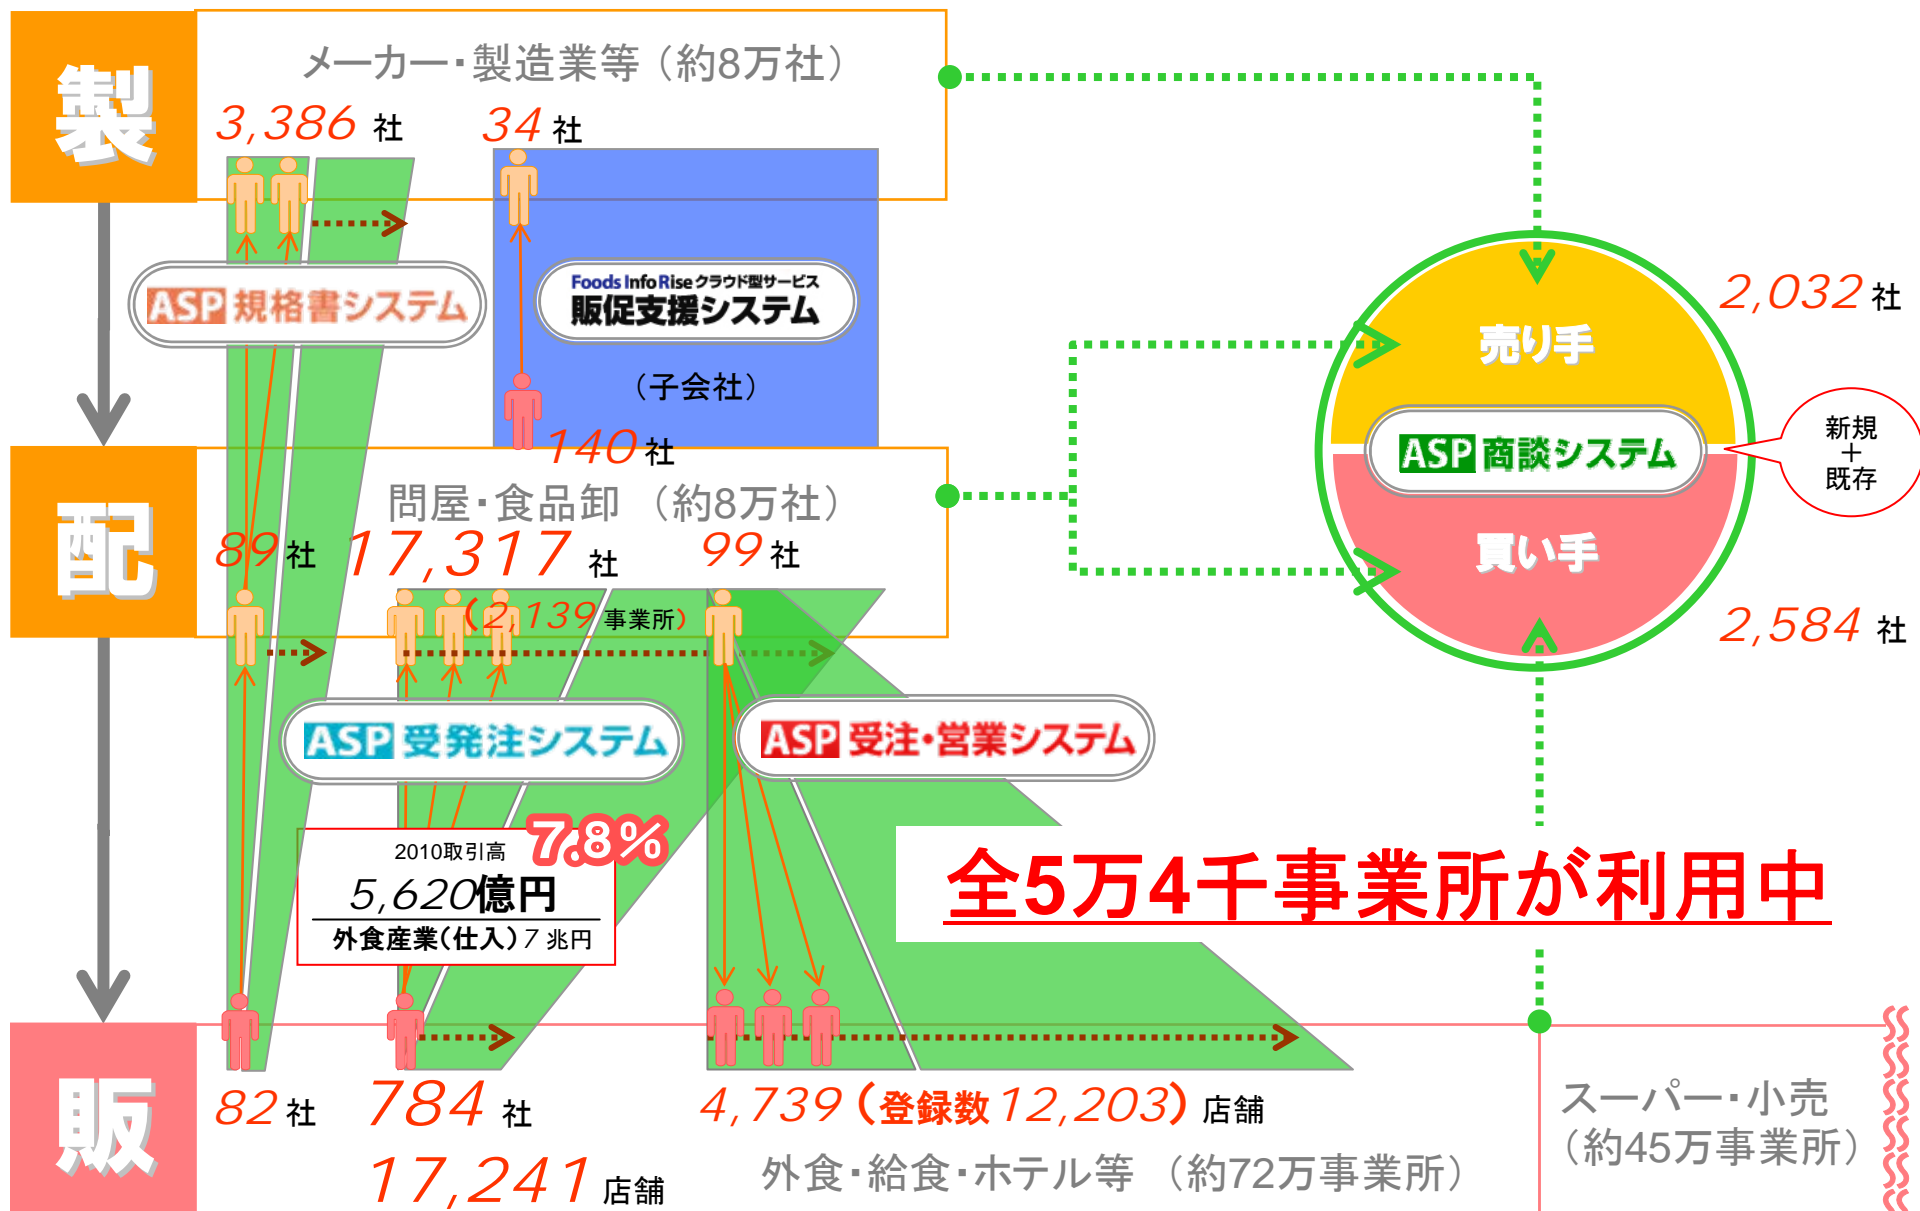 製
メーカー・製造業等（約8万社）
3,386 社
34 社
ASP 規格書システム
Foods Info Rise クラウド型サービス
販促支援システム
（子会社）
140 社
売り手
2,032 社
ASP 商談システム
新規
＋
既存
買い手
2,584 社
配
問屋・食品卸（約8万社）
89 社
17,317 社
99 社
（2,139 事業所）
ASP 受発注システム
ASP 受注・営業システム
2010取引高
7.8%
5,620億円
外食産業（仕入）7 兆円
全5万4千事業所が利用中
販
82 社
784 社
4,739（登録数12,203）店舗
17,241 店舗
外食・給食・ホテル等（約72万事業所）
スーパー・小売
（約45万事業所）